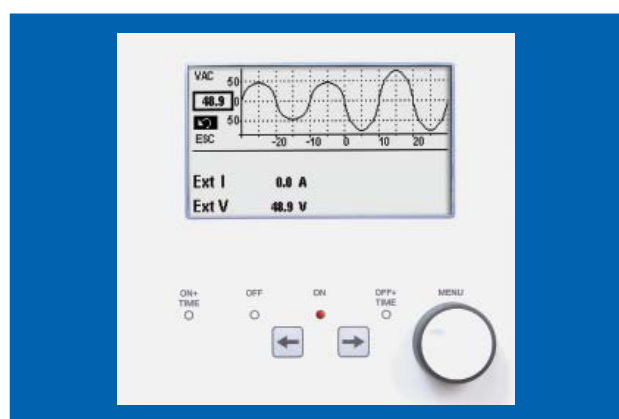 VAC
50
48.9 0
50
ESC
-20 -10 0 10 20
Ext I 0.0 A
Ext V 48.9 V
ON+ TIME OFF ON OFF+ TIME MENU